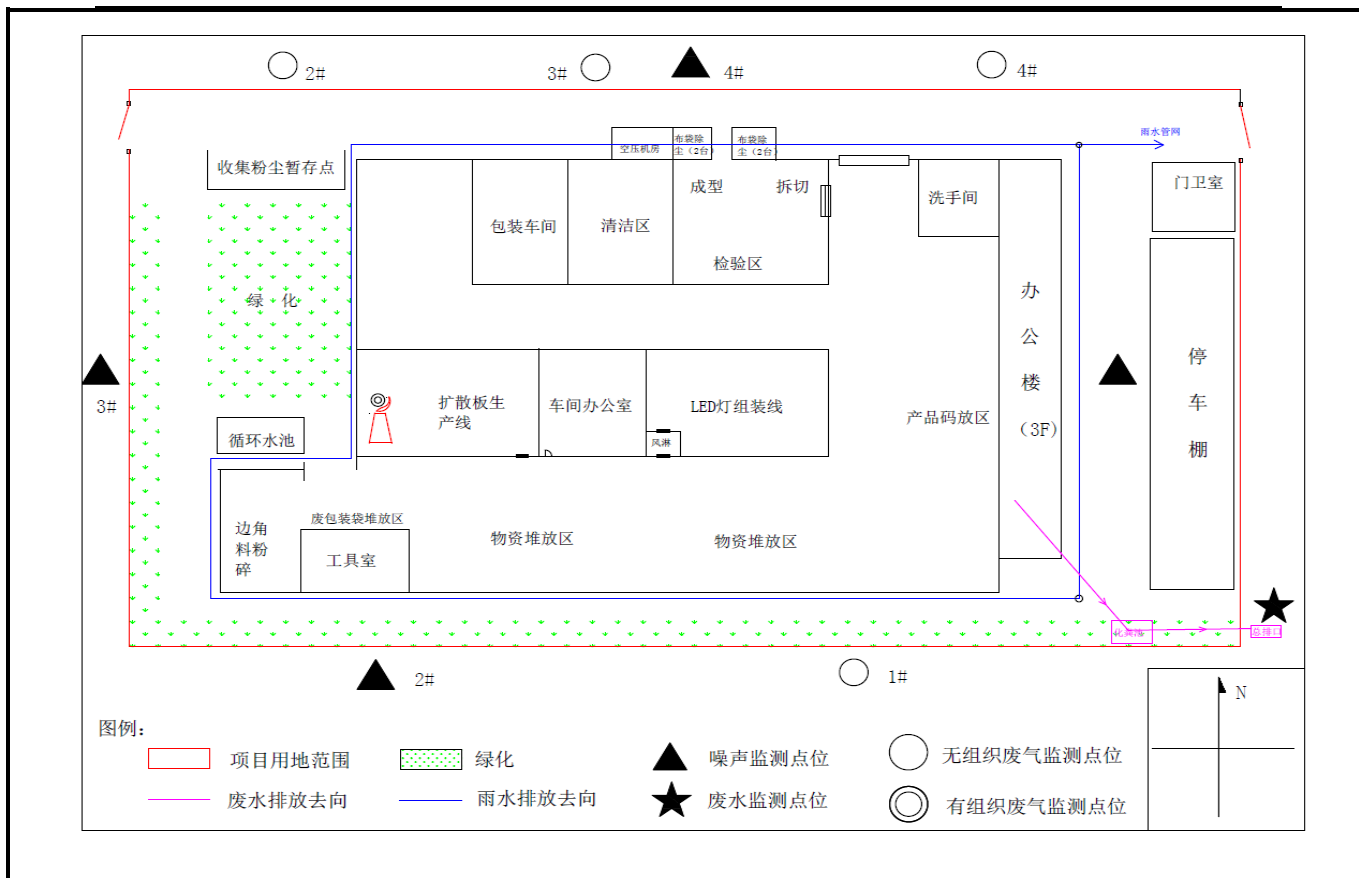 2#
3#
4#
4#
雨水管网
空压机房
布袋除
尘（2台）
布袋除
尘（2台）
收集粉尘暂存点
成型
拆切
洗手间
门卫室
包装车间
清洁区
检验区
绿 化
办
公
楼
（3F）
停
车
棚
3#
扩散板生
产线
车间办公室
LED灯组装线
风淋
产品码放区
循环水池
边角
料粉
碎
废包装袋堆放区
工具室
物资堆放区
物资堆放区
化粪池
总排口
2#
1#
N
图例：
项目用地范围
绿化
噪声监测点位
无组织废气监测点位
废水排放去向
雨水排放去向
废水监测点位
有组织废气监测点位